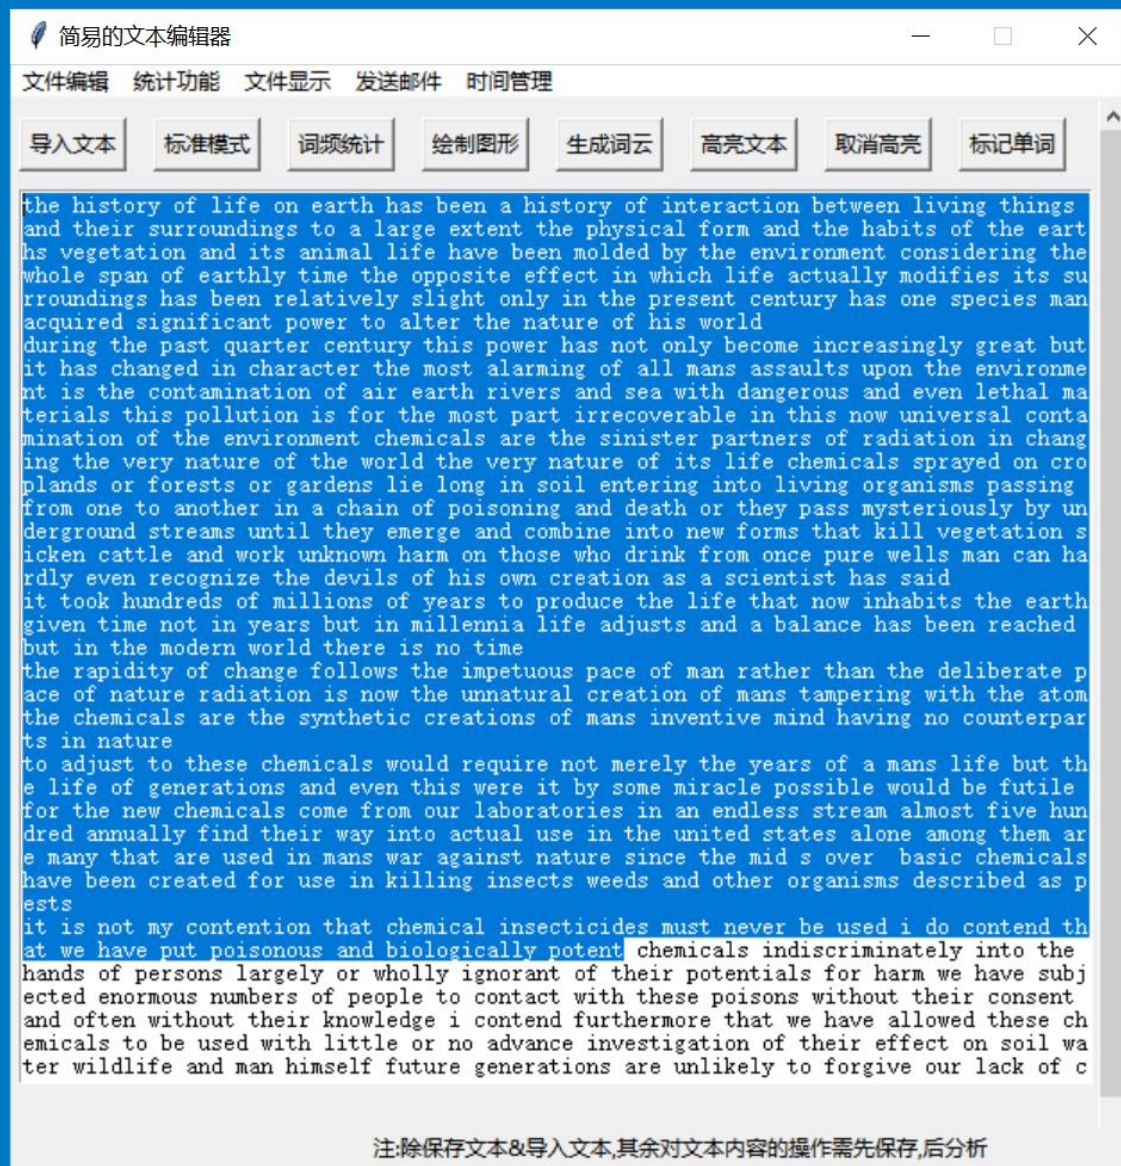 简易的文本编辑器
文件编辑 统计功能 文件显示 发送邮件 时间管理
导入文本 标准模式 词频统计 绘制图形 生成词云 高亮文本 取消高亮 标记单词
the history of life on earth has been a history of interaction between living things
and their surroundings to a large extent the physical form and the habits of the eart
hs vegetation and its animal life have been molded by the environment considering the
whole span of earthly time the opposite effect in which life actually modifies its su
rroundings has been relatively slight only in the present century has one species man
acquired significant power to alter the nature of his world
during the past quarter century this power has not only become increasingly great but
it has changed in character the most alarming of all mans assaults upon the environme
nt is the contamination of air earth rivers and sea with dangerous and even lethal ma
terials this pollution is for the most part irrecoverable in this now universal conta
mination of the environment chemicals are the sinister partners of radiation in chang
ing the very nature of the world the very nature of its life chemicals sprayed on cro
plands or forests or gardens lie long in soil entering into living organisms passing
from one to another in a chain of poisoning and death or they pass mysteriously by un
derground streams until they emerge and combine into new forms that kill vegetation s
icken cattle and work unknown harm on those who drink from once pure wells man can ha
rdly even recognize the devils of his own creation as a scientist has said
it took hundreds of millions of years to produce the life that now inhabits the earth
given time not in years but in millennia life adjusts and a balance has been reached
but in the modern world there is no time
the rapidity of change follows the impetuous pace of man rather than the deliberate p
ace of nature radiation is now the unnatural creation of mans tampering with the atom
the chemicals are the synthetic creations of mans inventive mind having no counterpar
ts in nature
to adjust to these chemicals would require not merely the years of a mans life but th
e life of generations and even this were it by some miracle possible would be futile
for the new chemicals come from our laboratories in an endless stream almost five hun
dred annually find their way into actual use in the united states alone among them ar
e many that are used in mans war against nature since the mid s over  basic chemicals
have been created for use in killing insects weeds and other organisms described as p
ests
it is not my contention that chemical insecticides must never be used i do contend th
at we have put poisonous and biologically potent chemicals indiscriminately into the
hands of persons largely or wholly ignorant of their potentials for harm we have subj
ected enormous numbers of people to contact with these poisons without their consent
and often without their knowledge i contend furthermore that we have allowed these ch
emicals to be used with little or no advance investigation of their effect on soil wa
ter wildlife and man himself future generations are unlikely to forgive our lack of c
注:除保存文本&导入文本,其余对文本内容的操作需先保存,后分析